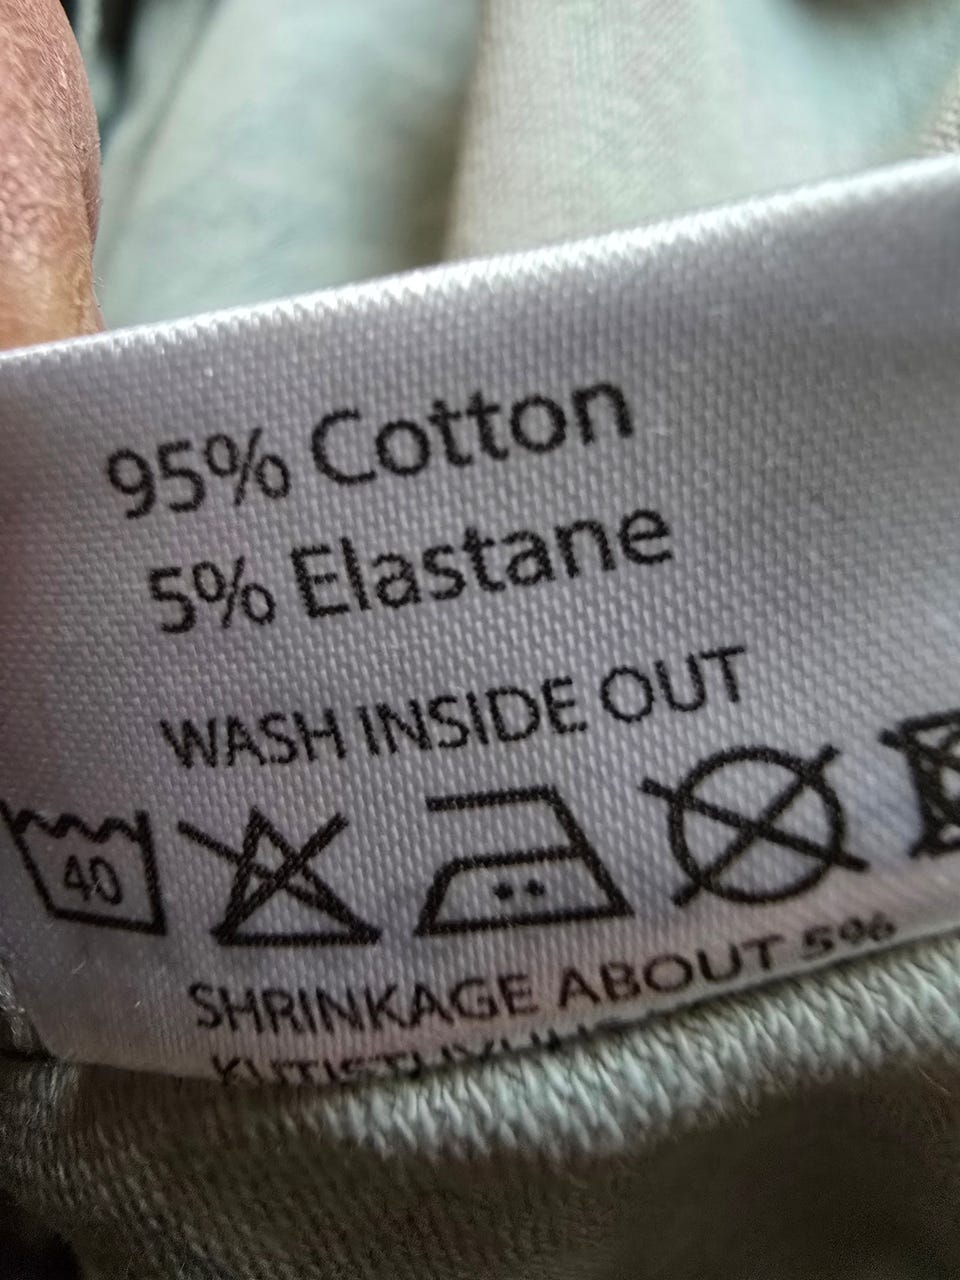 95% Cotton
5% Elastane
WASH INSIDE OUT
40
SHRINKAGE ABOUT 5%